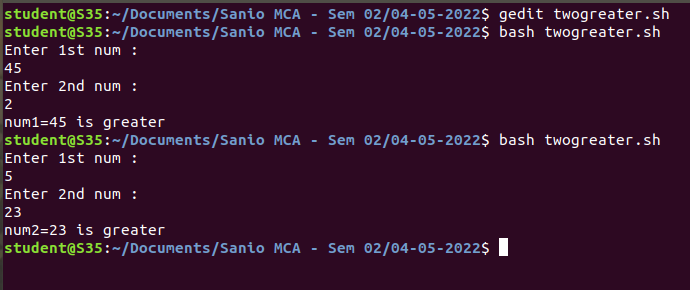 student@S35:~/Documents/Sanio MCA - Sem 02/04-05-2022$ gedit twogreater.sh
student@S35:~/Documents/Sanio MCA - Sem 02/04-05-2022$ bash twogreater.sh
Enter 1st num :
45
Enter 2nd num :
2
num1=45 is greater
student@S35:~/Documents/Sanio MCA - Sem 02/04-05-2022$ bash twogreater.sh
Enter 1st num :
5
Enter 2nd num :
23
num2=23 is greater
student@S35:~/Documents/Sanio MCA - Sem 02/04-05-2022$